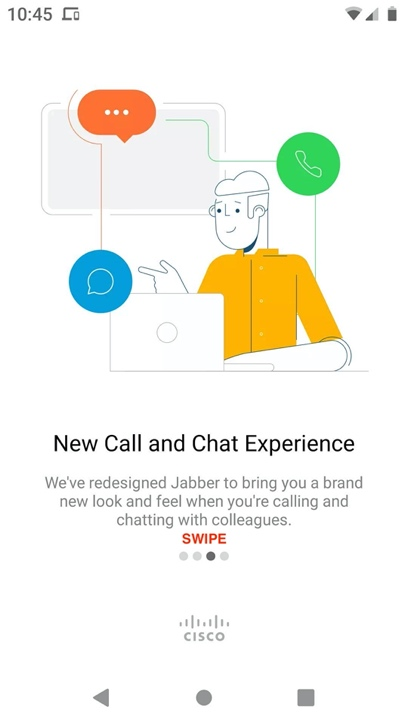 10:45
New Call and Chat Experience
We've redesigned Jabber to bring you a brand
new look and feel when you're calling and
chatting with colleagues.
SWIPE
CISCO